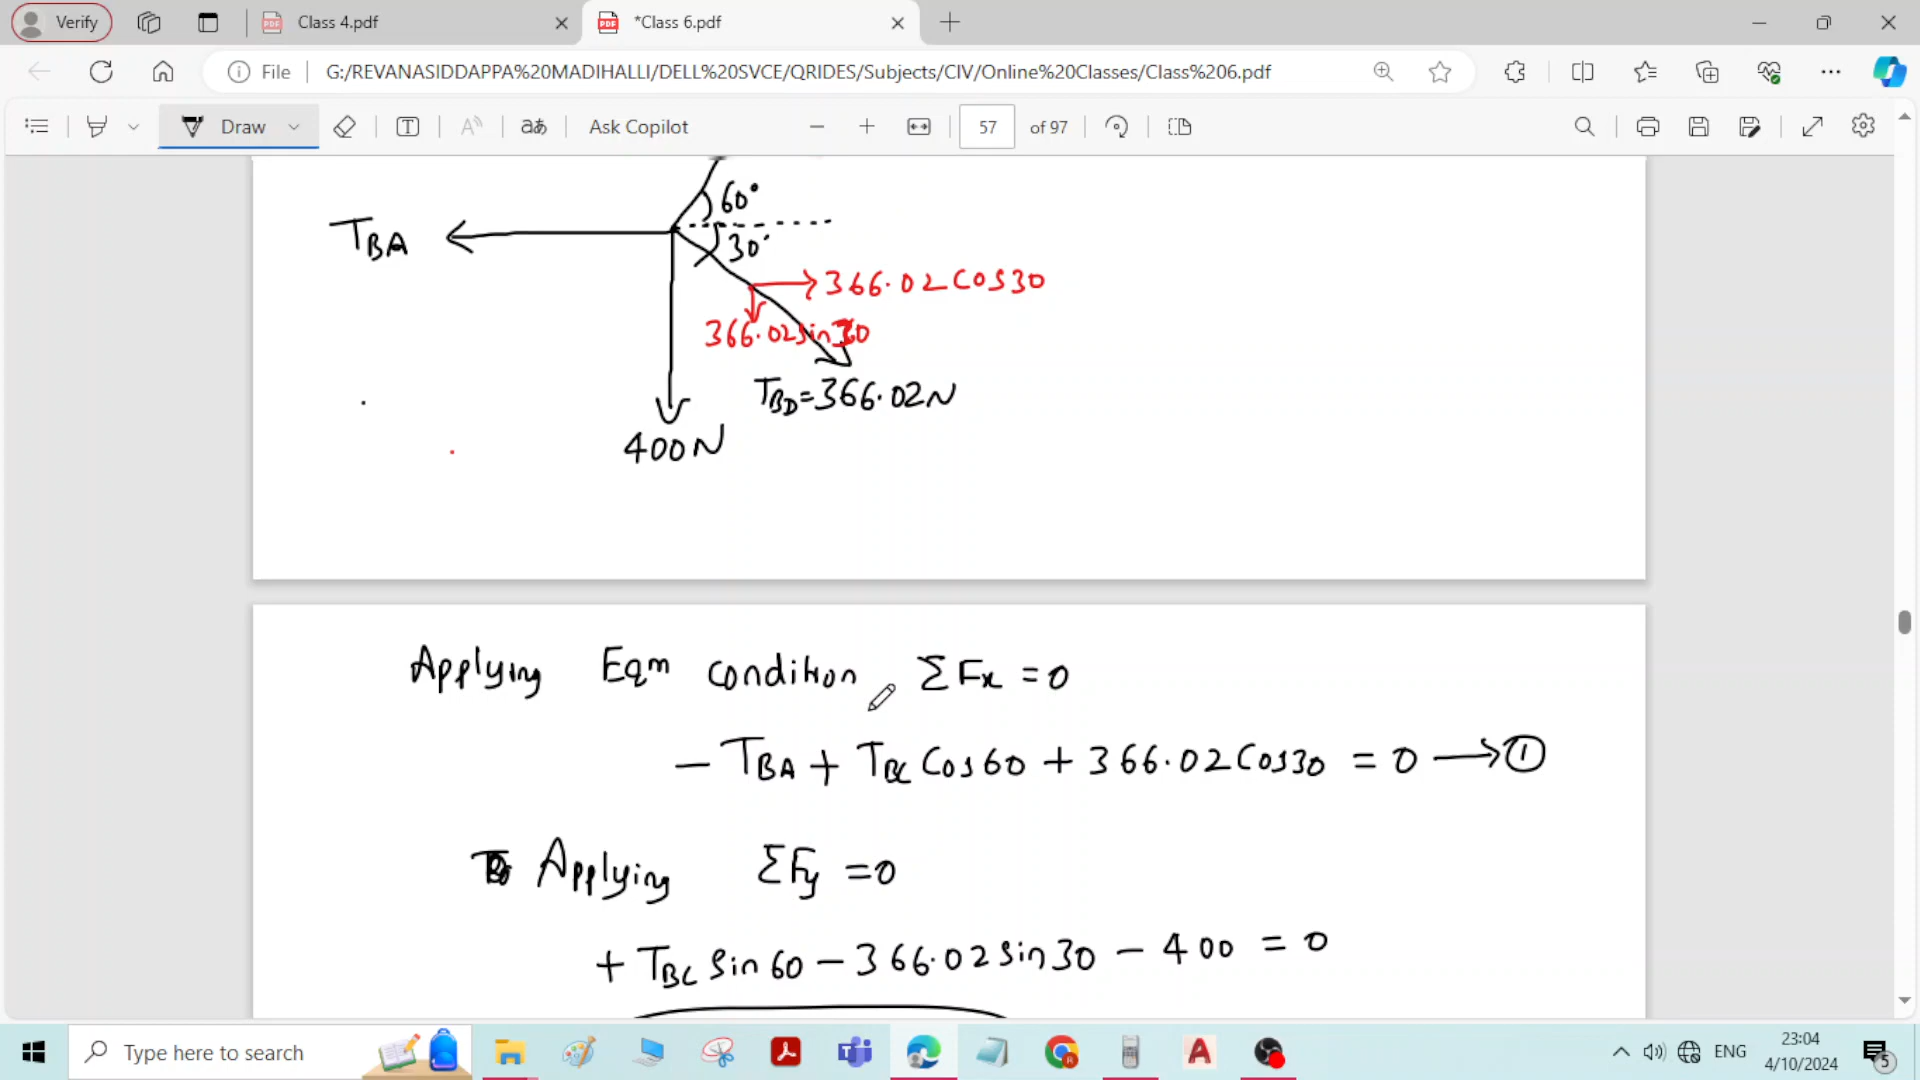 Verify
Class 4.pdf
*Class 6.pdf
File
G:/REVANASIDDAPPA%20MADIHALLI/DELL%20SVCE/QRIDES/Subjects/CIV/Online%20Classes/Class%206.pdf
Draw
Ask Copilot
57 of 97
60°
TBA
30°
366.02 Cos30
366.02 sin 30
TBD=366.02N
400N
Applying Eqm condition ΣFx = 0
- TBA + TBC Cos60 + 366.02 Cos30 = 0 → ①
Applying ΣFy = 0
+ TBC Sin 60 - 366.02 sin 30 - 400 = 0
Type here to search
ENG
23:04
4/10/2024
5